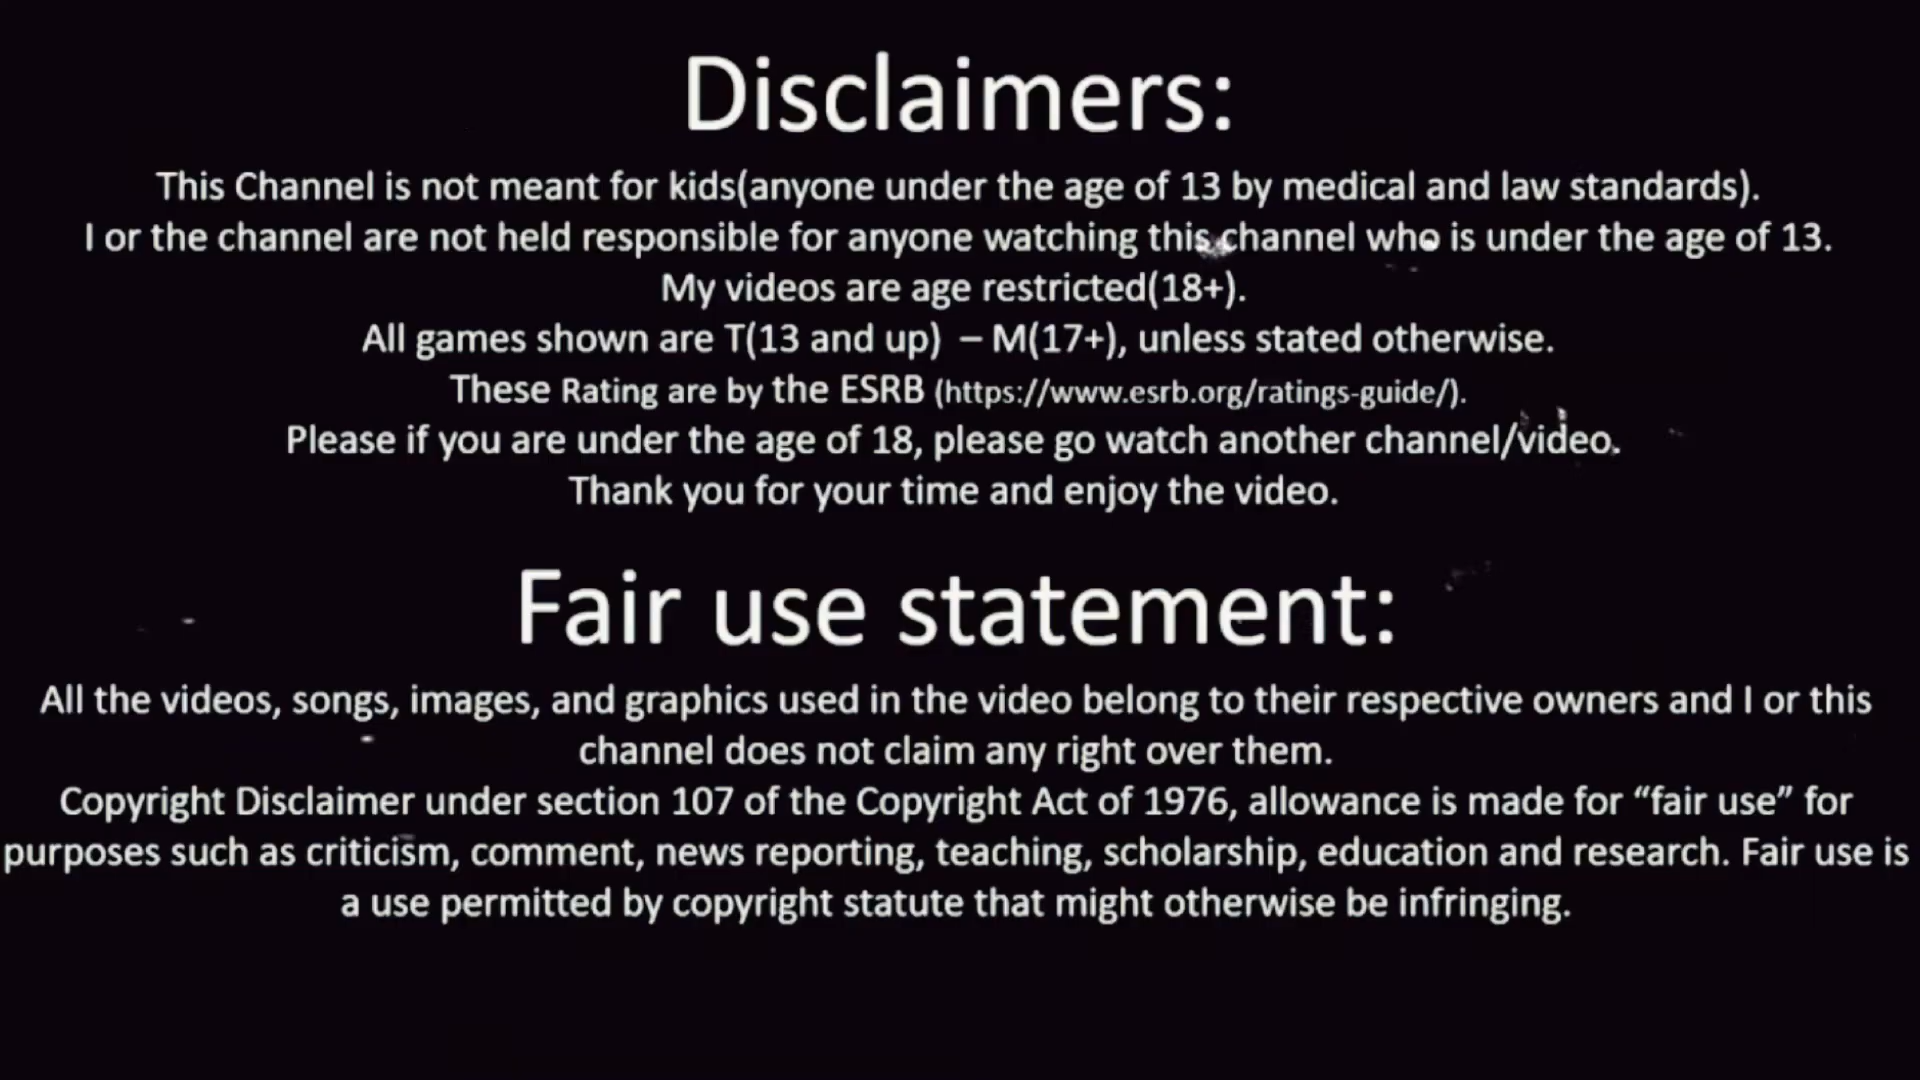 Disclaimers:
This Channel is not meant for kids(anyone under the age of 13 by medical and law standards).
I or the channel are not held responsible for anyone watching this channel who is under the age of 13.
My videos are age restricted(18+).
All games shown are T(13 and up) – M(17+), unless stated otherwise.
These Rating are by the ESRB (https://www.esrb.org/ratings-guide/).
Please if you are under the age of 18, please go watch another channel/video.
Thank you for your time and enjoy the video.
Fair use statement:
All the videos, songs, images, and graphics used in the video belong to their respective owners and I or this
channel does not claim any right over them.
Copyright Disclaimer under section 107 of the Copyright Act of 1976, allowance is made for “fair use” for
purposes such as criticism, comment, news reporting, teaching, scholarship, education and research. Fair use is
a use permitted by copyright statute that might otherwise be infringing.